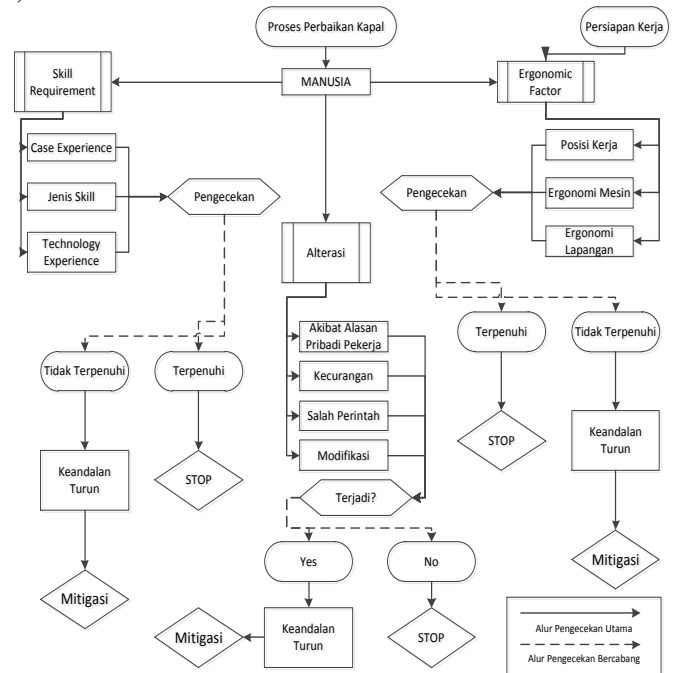 Proses Perbaikan Kapal
Persiapan Kerja
Skill
Requirement
MANUSIA
Ergonomic
Factor
Case Experience
Jenis Skill
Technology
Experience
Pengecekan
Pengecekan
Posisi Kerja
Ergonomi Mesin
Ergonomi
Lapangan
Alterasi
Akibat Alasan
Pribadi Pekerja
Kecurangan
Salah Perintah
Modifikasi
Terjadi?
Tidak Terpenuhi
Terpenuhi
Terpenuhi
Tidak Terpenuhi
Keandalan
Turun
STOP
STOP
Keandalan
Turun
Mitigasi
Mitigasi
Yes
No
Mitigasi
Keandalan
Turun
STOP
Alur Pengecekan Utama
Alur Pengecekan Bercabang